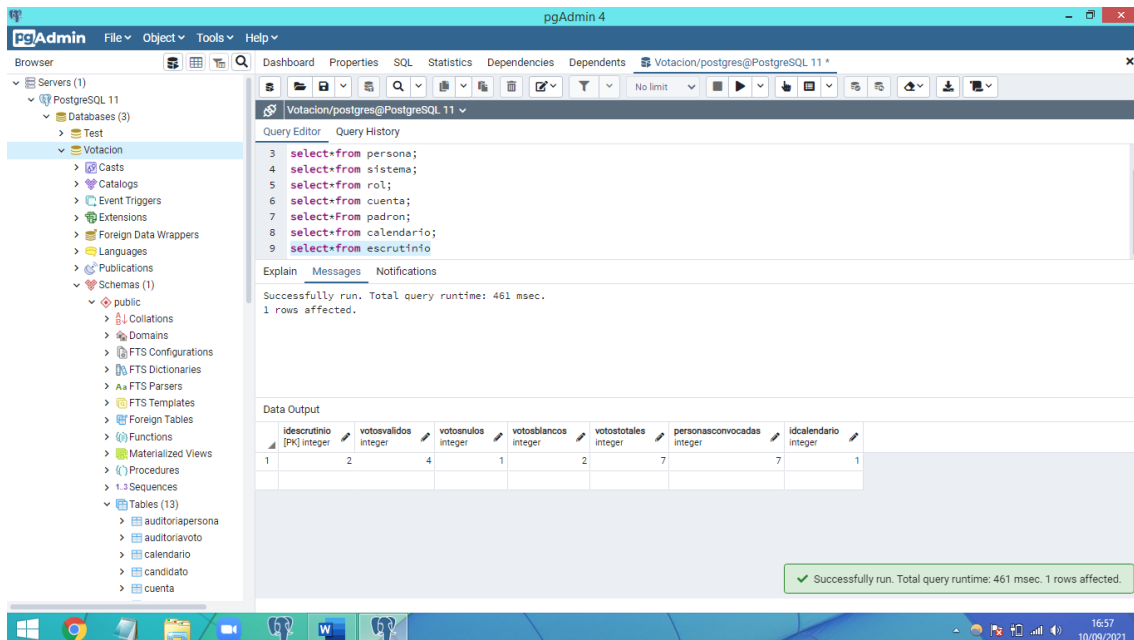 pgAdmin 4
pgAdmin File Object Tools Help
Browser
Dashboard Properties SQL Statistics Dependencies Dependents Votacion/postgres@PostgreSQL 11 *
Servers (1)
PostgreSQL 11
Databases (3)
Test
Votacion
Casts
Catalogs
Event Triggers
Extensions
Foreign Data Wrappers
Languages
Publications
Schemas (1)
public
Collations
Domains
FTS Configurations
FTS Dictionaries
Aa FTS Parsers
FTS Templates
Foreign Tables
Functions
Materialized Views
Procedures
1..3 Sequences
Tables (13)
auditoriapersona
auditoriavoto
calendario
candidato
cuenta
No limit
Votacion/postgres@PostgreSQL 11
Query Editor Query History
3 select*from persona;
4 select*from sistema;
5 select*from rol;
6 select*from cuenta;
7 select*From padron;
8 select*from calendario;
9 select*from escrutinio
Explain Messages Notifications
Successfully run. Total query runtime: 461 msec.
1 rows affected.
Data Output
idescrutinio votosvalidos votosnulos votosblancos votostotales personasconvocadas idcalendario
[PK] integer integer integer integer integer integer integer
1 2 4 1 2 7 7 1
Successfully run. Total query runtime: 461 msec. 1 rows affected.
16:57
10/09/2021